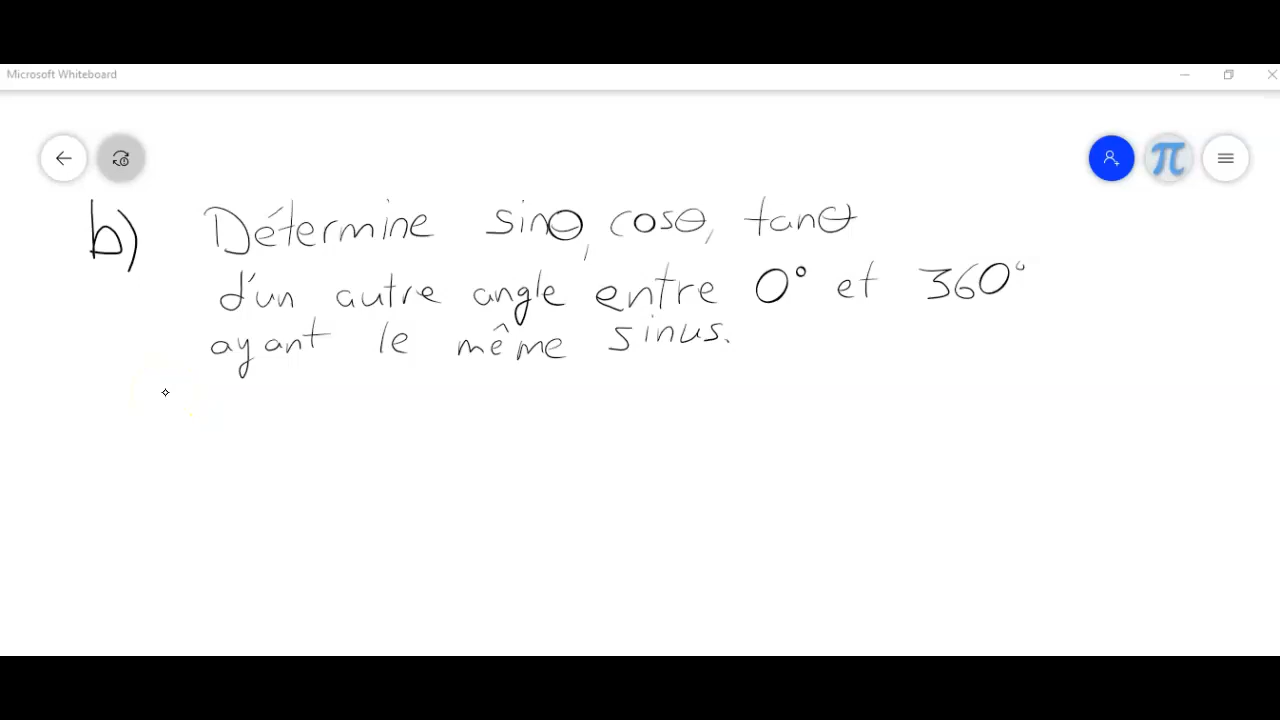 Microsoft Whiteboard
π
b) Détermine sinθ, cosθ, tanθ
d'un autre angle entre 0° et 360°
ayant le même sinus.